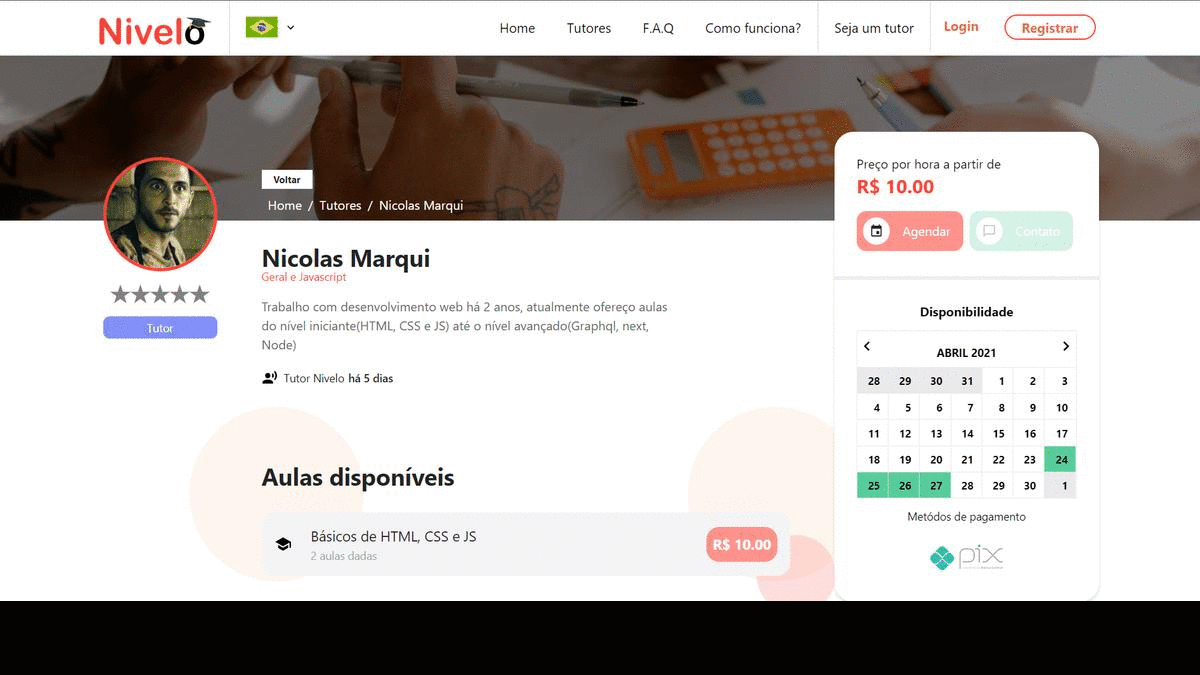 Nivelo
Home
Tutores
F.A.Q
Como funciona?
Seja um tutor
Login
Registrar
Voltar
Home / Tutores / Nicolas Marqui
Tutor
Nicolas Marqui
Geral e Javascript
Trabalho com desenvolvimento web há 2 anos, atualmente ofereço aulas
do nível iniciante(HTML, CSS e JS) até o nível avançado(Graphql, next,
Node)
Tutor Nivelo há 5 dias
Aulas disponíveis
Básicos de HTML, CSS e JS
2 aulas dadas
R$ 10.00
Preço por hora a partir de
R$ 10.00
Agendar
Contato
Disponibilidade
ABRIL 2021
28 29 30 31 1 2 3
4 5 6 7 8 9 10
11 12 13 14 15 16 17
18 19 20 21 22 23 24
25 26 27 28 29 30 1
Metódos de pagamento
pix